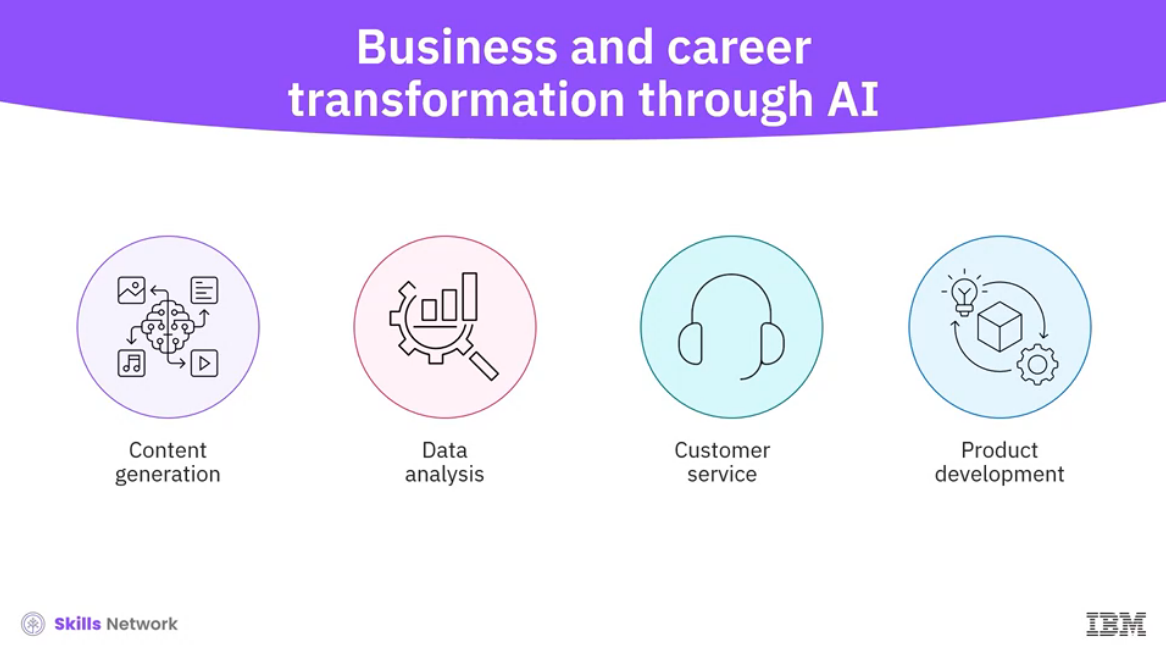 Business and career
transformation through AI
Content
generation
Data
analysis
Customer
service
Product
development
Skills Network
IBM